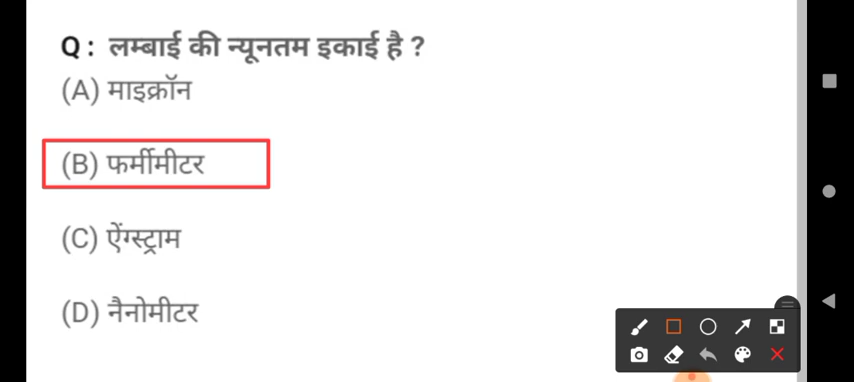 Q : लम्बाई की न्यूनतम इकाई है ?
(A) माइक्रॉन
(B) फर्मीमीटर
(C) ऐंग्स्ट्राम
(D) नैनोमीटर